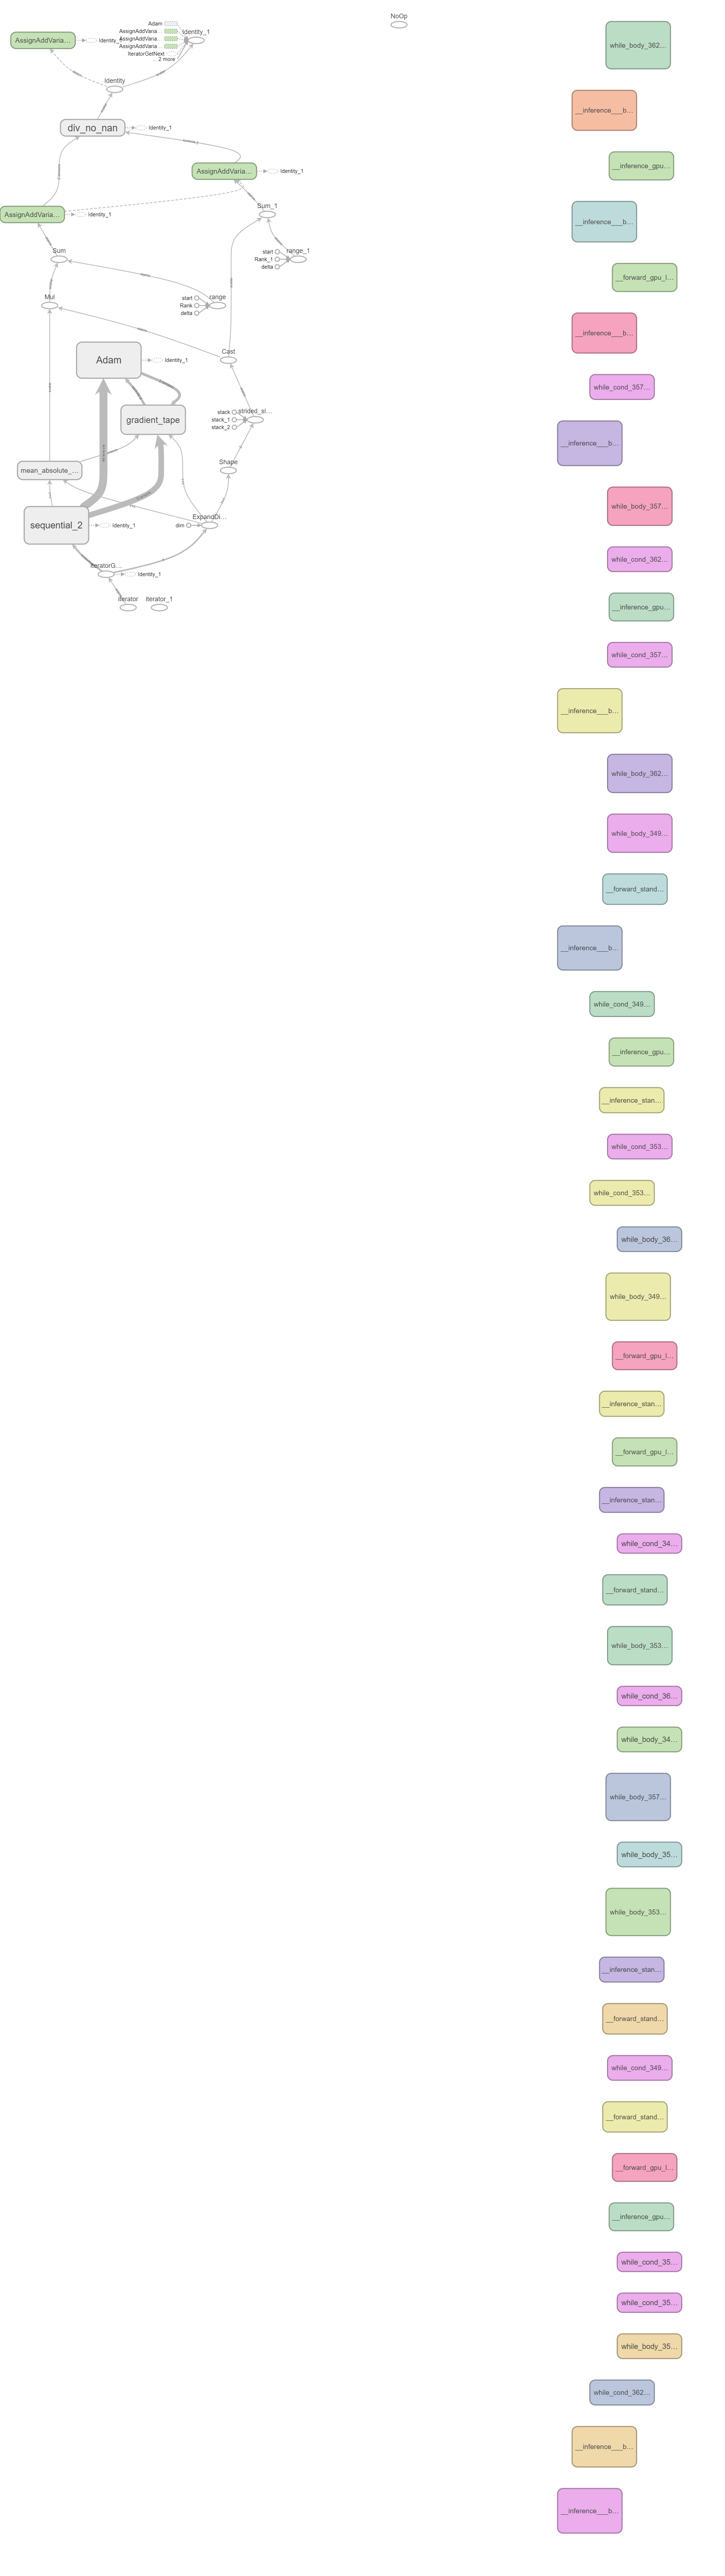 NoOp
Adam
AssignAddVaria…
AssignAddVaria…
AssignAddVaria…
IteratorGetNext
... 2 more
Identity_1
AssignAddVaria…
Identity_1
Identity
div_no_nan
Identity_1
AssignAddVaria…
Identity_1
AssignAddVaria…
Identity_1
Sum_1
Sum
start
Rank_1
delta
range_1
Mul
start
Rank
delta
range
Cast
Adam
Identity_1
gradient_tape
stack
stack_1
stack_2
strided_sl…
mean_absolute_…
Shape
sequential_2
Identity_1
dim
ExpandDi…
IteratorG…
Identity_1
iterator
iterator_1
while_body_362…
__inference___b…
__inference_gpu…
__inference___b…
__forward_gpu_l…
__inference___b…
while_cond_357…
__inference___b…
while_body_357…
while_cond_362…
__inference_gpu…
while_cond_357…
__inference___b…
while_body_362…
while_body_349…
__forward_stand…
__inference___b…
while_cond_349…
__inference_gpu…
__inference_stan…
while_cond_353…
while_cond_353…
while_body_36…
while_body_349…
__forward_gpu_l…
__inference_stan…
__forward_gpu_l…
__inference_stan…
while_cond_34…
__forward_stand…
while_body_353…
while_cond_36…
while_body_34…
while_body_357…
while_body_35…
while_body_353…
__inference_stan…
__forward_stand…
while_cond_349…
__forward_stand…
__forward_gpu_l…
__inference_gpu…
while_cond_35…
while_cond_35…
while_body_35…
while_cond_362…
__inference___b…
__inference___b…